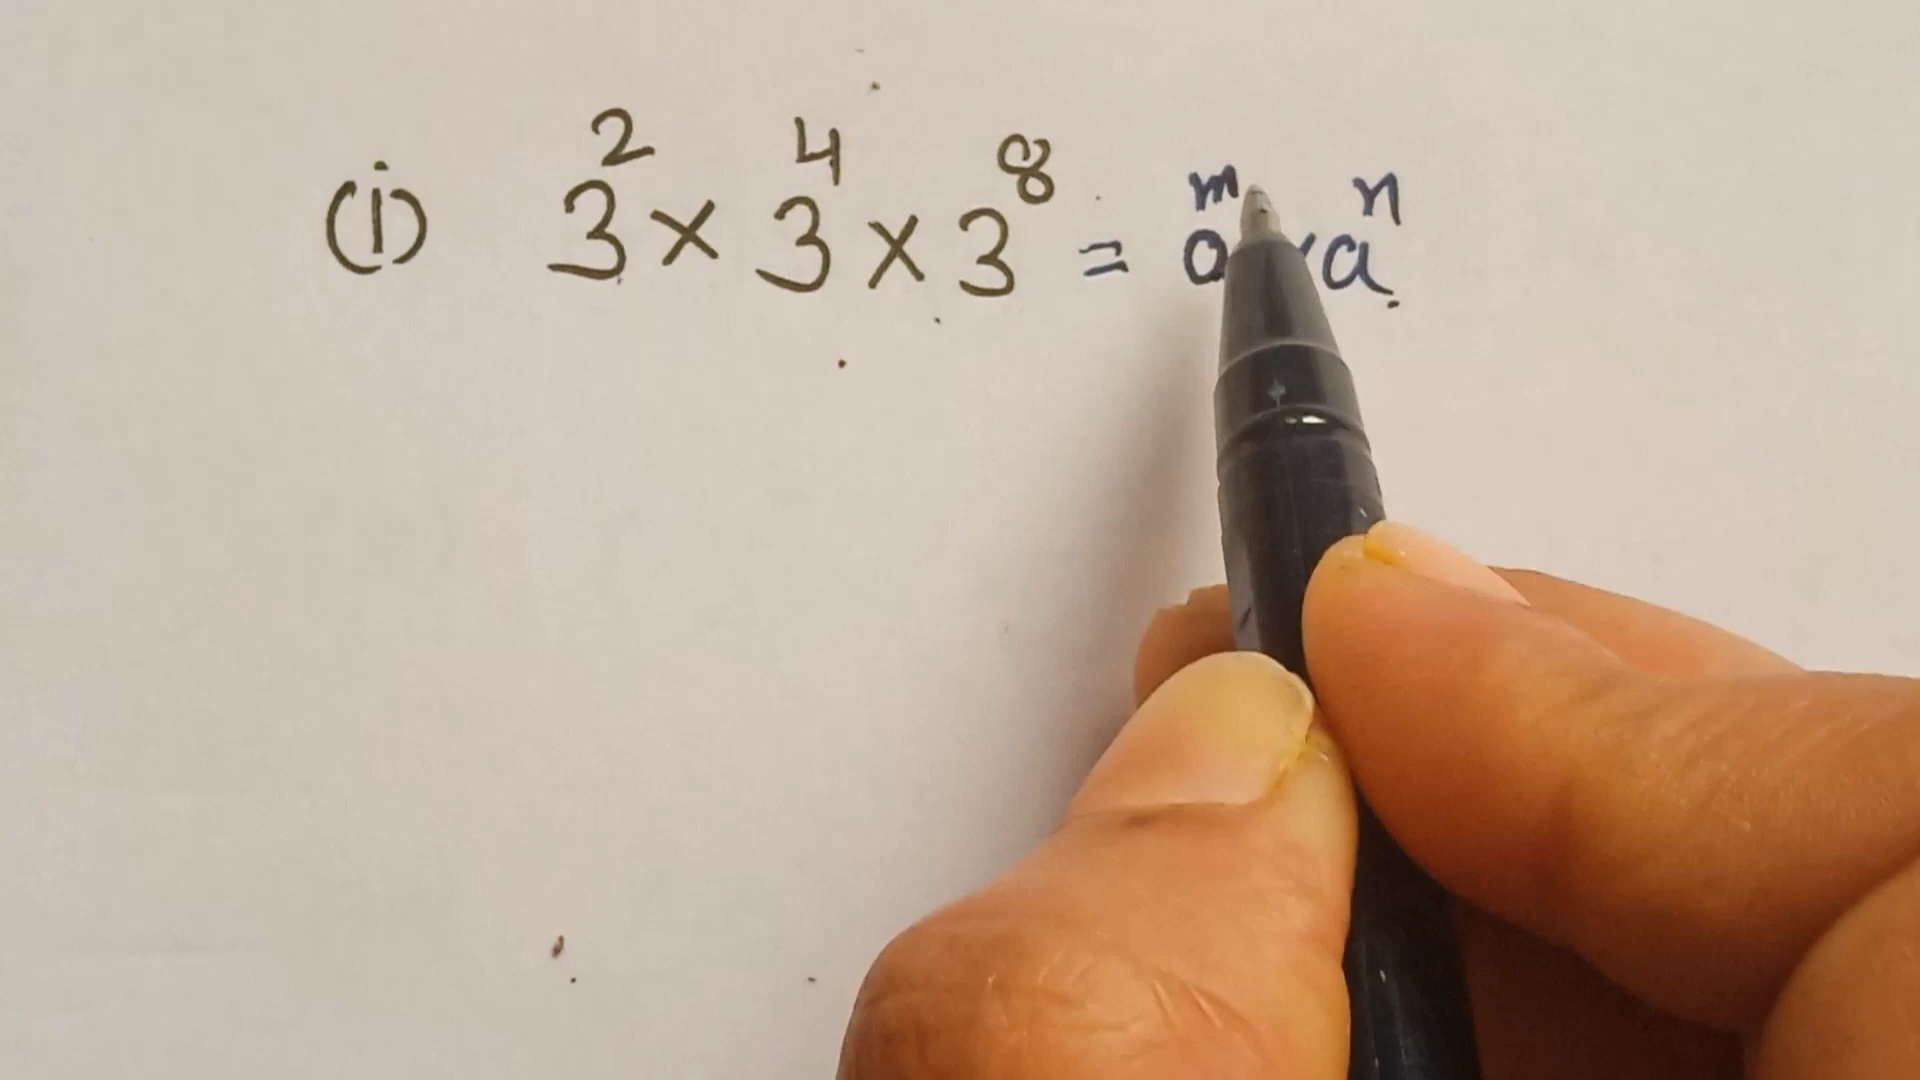 (i) 3² × 3⁴ × 3⁸ = aᵐ × aⁿ